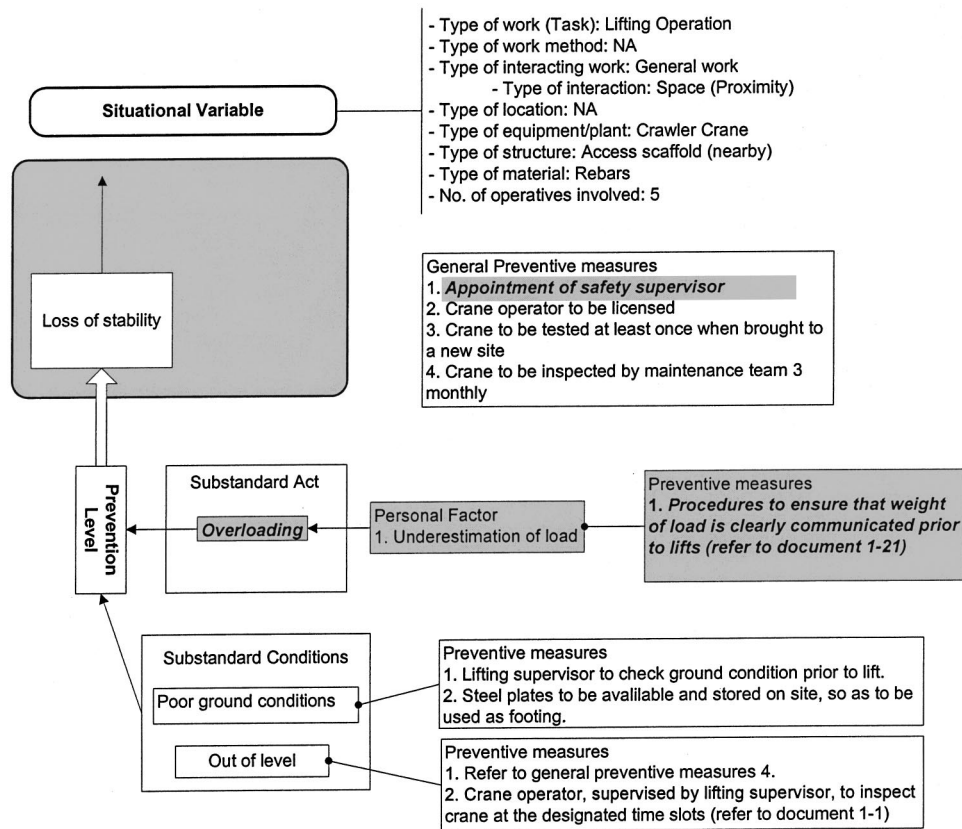 - Type of work (Task): Lifting Operation
- Type of work method: NA
- Type of interacting work: General work
- Type of interaction: Space (Proximity)
- Type of location: NA
- Type of equipment/plant: Crawler Crane
- Type of structure: Access scaffold (nearby)
- Type of material: Rebars
- No. of operatives involved: 5
Situational Variable
Loss of stability
General Preventive measures
1. Appointment of safety supervisor
2. Crane operator to be licensed
3. Crane to be tested at least once when brought to
a new site
4. Crane to be inspected by maintenance team 3
monthly
Prevention
Level
Substandard Act
Overloading
Personal Factor
1. Underestimation of load
Preventive measures
1. Procedures to ensure that weight
of load is clearly communicated prior
to lifts (refer to document 1-21)
Substandard Conditions
Poor ground conditions
Out of level
Preventive measures
1. Lifting supervisor to check ground condition prior to lift.
2. Steel plates to be avalilable and stored on site, so as to be
used as footing.
Preventive measures
1. Refer to general preventive measures 4.
2. Crane operator, supervised by lifting supervisor, to inspect
crane at the designated time slots (refer to document 1-1)